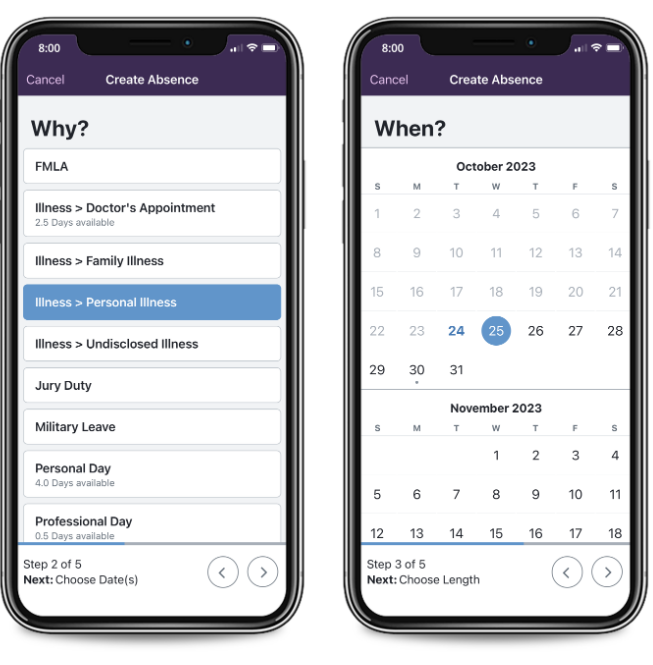 8:00
Cancel Create Absence
Why?
FMLA
Illness > Doctor's Appointment
2.5 Days available
Illness > Family Illness
Illness > Personal Illness
Illness > Undisclosed Illness
Jury Duty
Military Leave
Personal Day
4.0 Days available
Professional Day
0.5 Days available
Step 2 of 5
Next: Choose Date(s)
8:00
Cancel Create Absence
When?
October 2023
S M T W T F S
1 2 3 4 5 6 7
8 9 10 11 12 13 14
15 16 17 18 19 20 21
22 23 24 25 26 27 28
29 30 31
November 2023
S M T W T F S
1 2 3 4
5 6 7 8 9 10 11
12 13 14 15 16 17 18
Step 3 of 5
Next: Choose Length